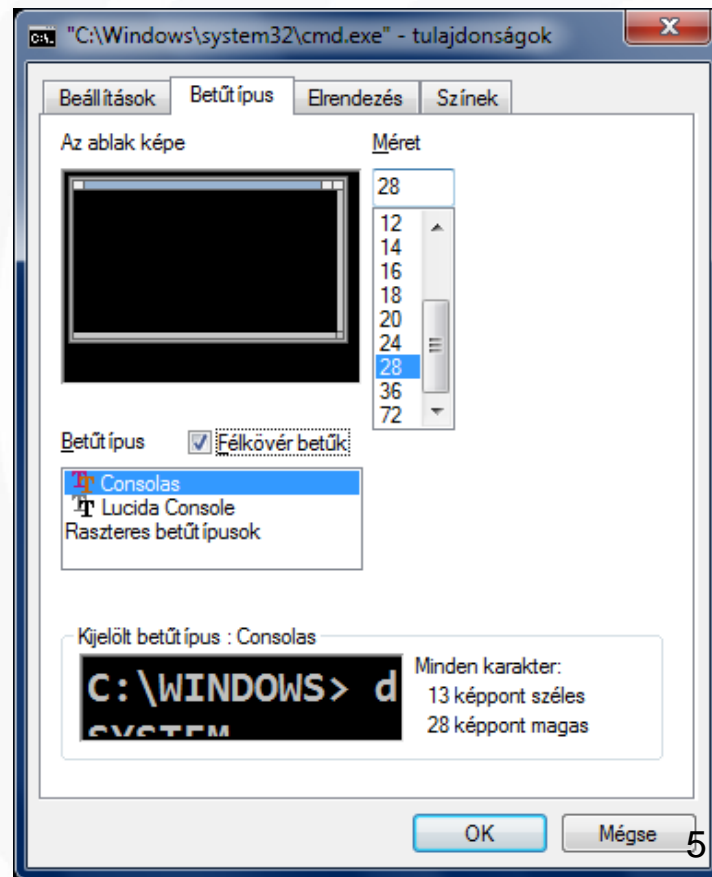 "C:\Windows\system32\cmd.exe" - tulajdonságok
Beállítások Betűtípus Elrendezés Színek
Az ablak képe Méret
28
12
14
16
18
20
24
28
36
72
Betűtípus Félkövér betűk
Consolas
Lucida Console
Raszteres betűtípusok
Kijelölt betűtípus : Consolas
C:\WINDOWS> d
SYSTEM
Minden karakter:
13 képpont széles
28 képpont magas
OK Mégse
5